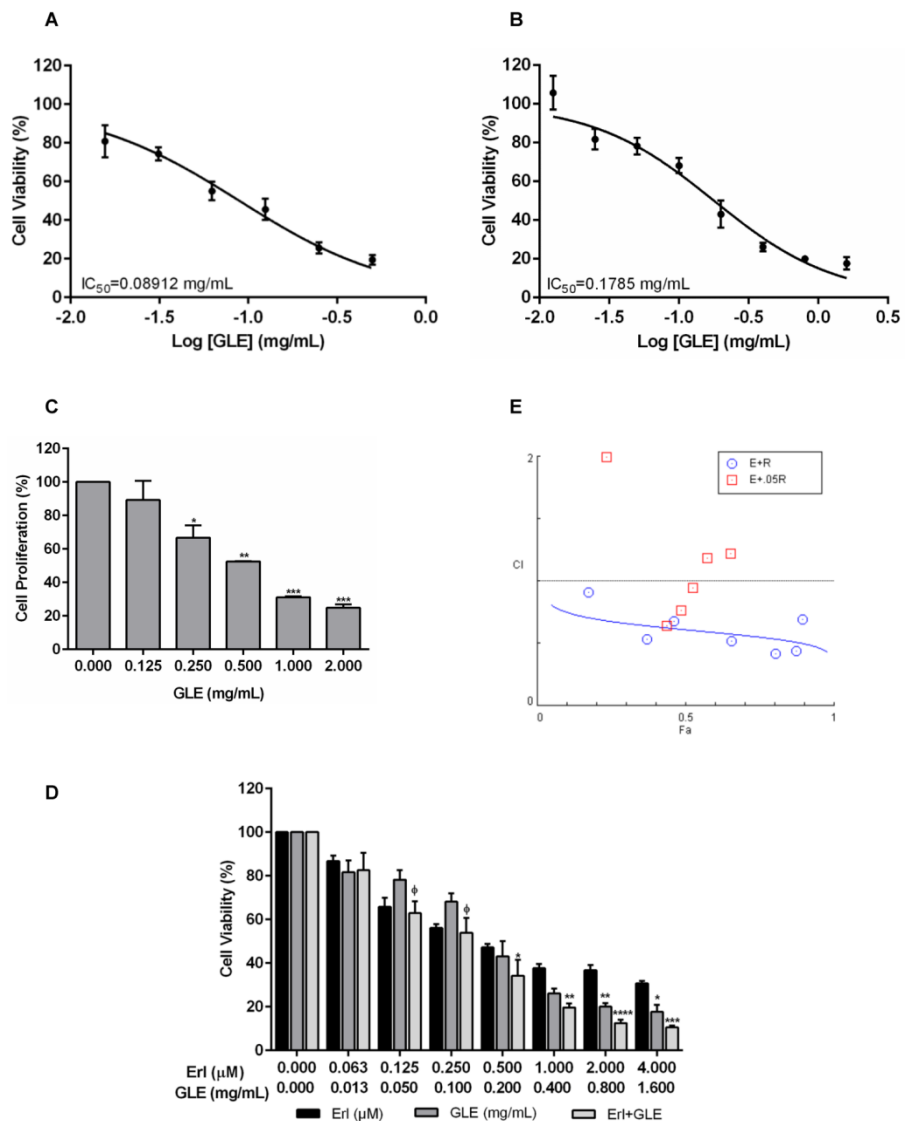 A
120
100
80
60
40
20
0
Cell Viability (%)
IC50=0.08912 mg/mL
-2.0 -1.5 -1.0 -0.5 0.0
Log [GLE] (mg/mL)
B
120
100
80
60
40
20
0
Cell Viability (%)
IC50=0.1785 mg/mL
-2.0 -1.5 -1.0 -0.5 0.0 0.5
Log [GLE] (mg/mL)
C
120
100
80
60
40
20
0
Cell Proliferation (%)
* ** *** ***
0.000 0.125 0.250 0.500 1.000 2.000
GLE (mg/mL)
E
2
CI
0
E+R
E+.05R
0 0.5 1
Fa
D
120
100
80
60
40
20
0
Cell Viability (%)
ϕ ϕ * ** ** **** * ***
Erl (μM) 0.000 0.063 0.125 0.250 0.500 1.000 2.000 4.000
GLE (mg/mL) 0.000 0.013 0.050 0.100 0.200 0.400 0.800 1.600
Erl (μM) GLE (mg/mL) Erl+GLE